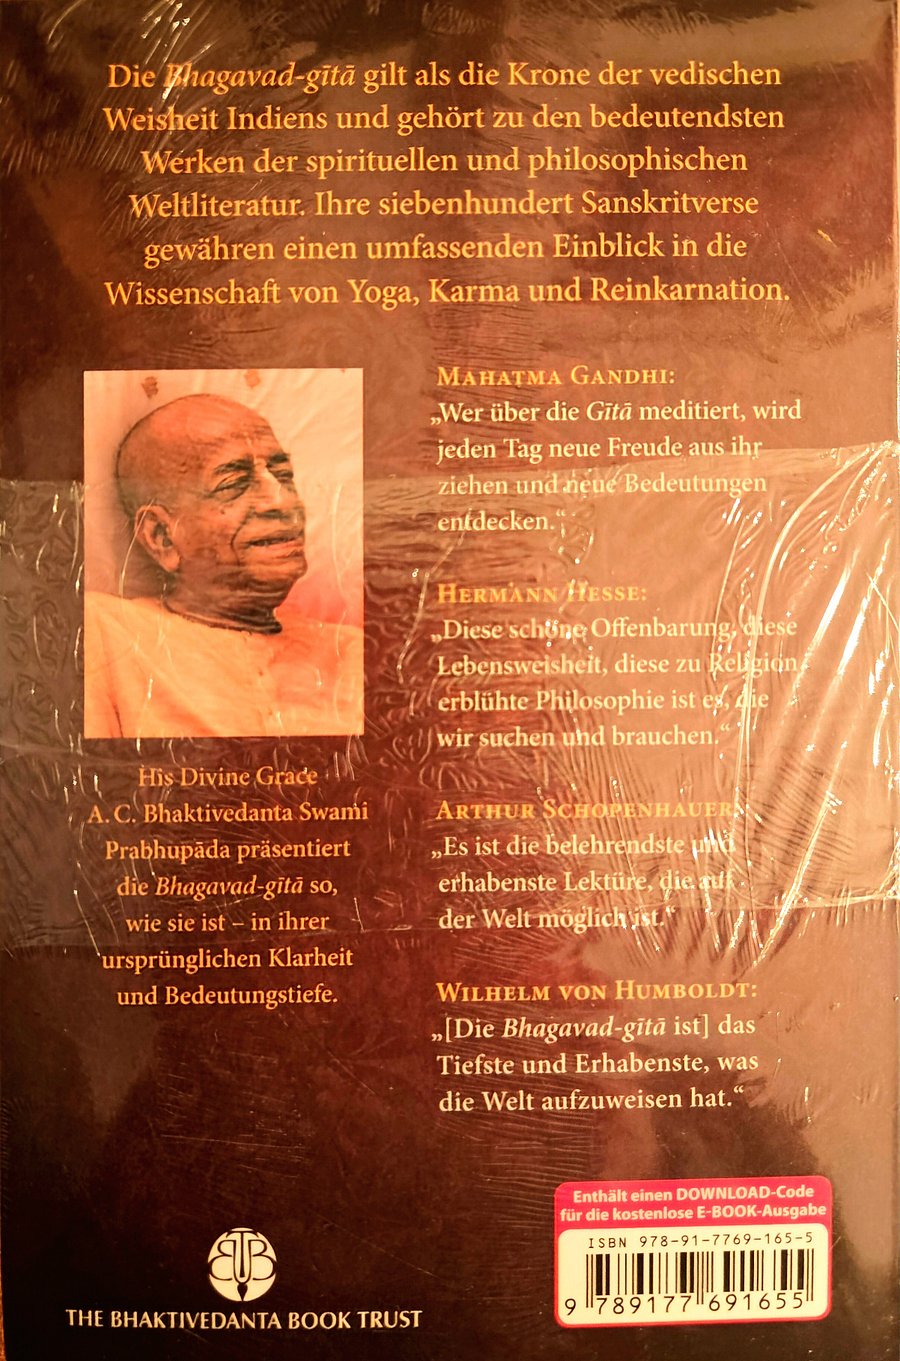 Die Bhagavad-gītā gilt als die Krone der vedischen
Weisheit Indiens und gehört zu den bedeutendsten
Werken der spirituellen und philosophischen
Weltliteratur. Ihre siebenhundert Sanskritverse
gewähren einen umfassenden Einblick in die
Wissenschaft von Yoga, Karma und Reinkarnation.
His Divine Grace
A. C. Bhaktivedanta Swami
Prabhupāda präsentiert
die Bhagavad-gītā so,
wie sie ist – in ihrer
ursprünglichen Klarheit
und Bedeutungstiefe.
MAHATMA GANDHI:
„Wer über die Gītā meditiert, wird
jeden Tag neue Freude aus ihr
ziehen und neue Bedeutungen
entdecken.“
HERMANN HESSE:
„Diese schöne Offenbarung, diese
Lebensweisheit, diese zu Religion
erblühte Philosophie ist es, die
wir suchen und brauchen.“
ARTHUR SCHOPENHAUER:
„Es ist die belehrendste und
erhabenste Lektüre, die auf
der Welt möglich ist.“
WILHELM VON HUMBOLDT:
„[Die Bhagavad-gītā ist] das
Tiefste und Erhabenste, was
die Welt aufzuweisen hat.“
BTB
THE BHAKTIVEDANTA BOOK TRUST
Enthält einen DOWNLOAD-Code
für die kostenlose E-BOOK-Ausgabe
ISBN 978-91-7769-165-5
9 789177 691655